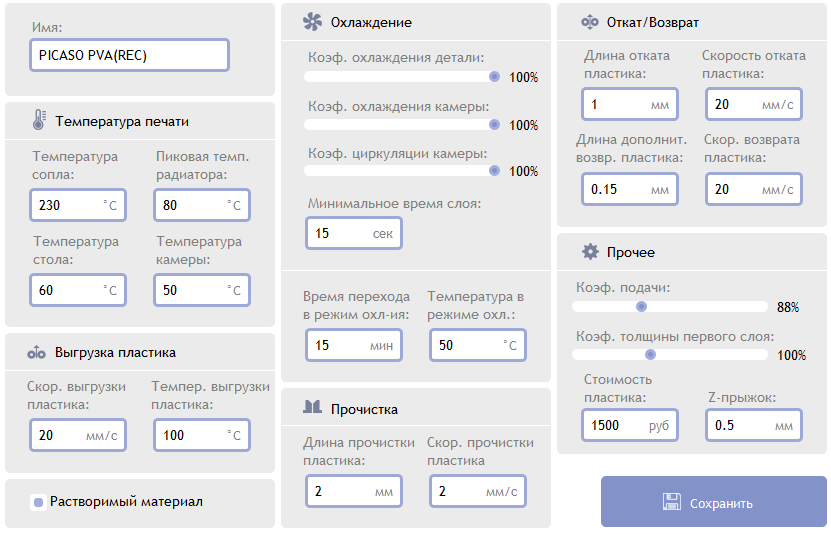 Имя:
PICASO PVA(REC)
Температура печати
Температура
сопла:
Пиковая темп.
радиатора:
230 °C
80 °C
Температура
стола:
Температура
камеры:
60 °C
50 °C
Выгрузка пластика
Скор. выгрузки
пластика:
Темпер. выгрузки
пластика:
20 мм/с
100 °C
Растворимый материал
Охлаждение
Коэф. охлаждения детали:
100%
Коэф. охлаждения камеры:
100%
Коэф. циркуляции камеры:
100%
Минимальное время слоя:
15 сек
Время перехода
в режим охл-ия:
Температура в
режиме охл.:
15 мин
50 °C
Прочистка
Длина прочистки
пластика:
Скор. прочистки
пластика
2 мм
2 мм/с
Откат/Возврат
Длина отката
пластика:
Скорость отката
пластика:
1 мм
20 мм/с
Длина дополнит.
возвр. пластика:
Скор. возврата
пластика:
0.15 мм
20 мм/с
Прочее
Коэф. подачи:
88%
Коэф. толщины первого слоя:
100%
Стоимость
пластика:
Z-прыжок:
1500 руб
0.5 мм
Сохранить